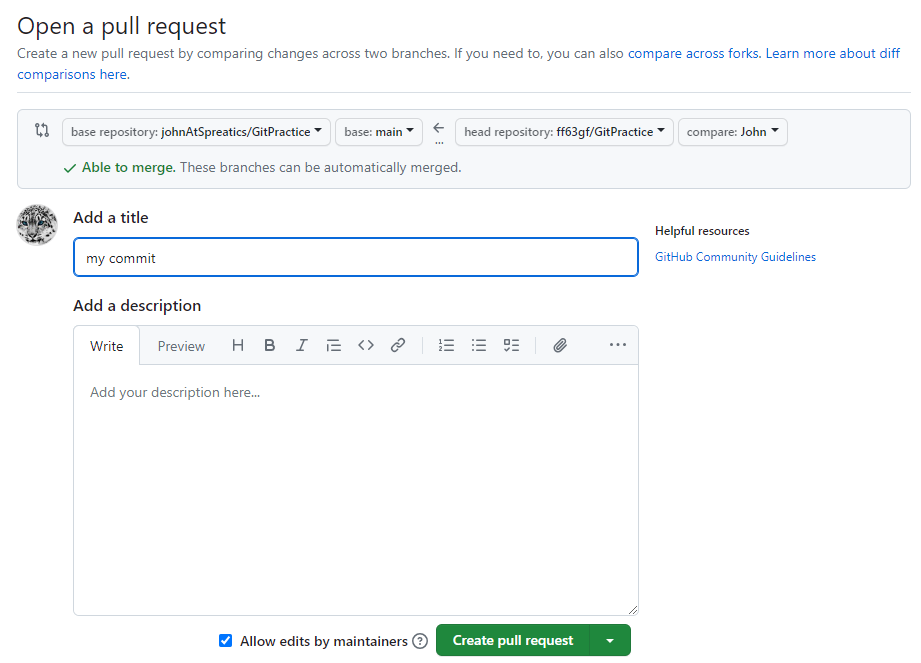 Open a pull request
Create a new pull request by comparing changes across two branches. If you need to, you can also compare across forks. Learn more about diff
comparisons here.
base repository: johnAtSpreatics/GitPractice base: main head repository: ff63gf/GitPractice compare: John
Able to merge. These branches can be automatically merged.
Add a title
Helpful resources
my commit
GitHub Community Guidelines
Add a description
Write Preview
Add your description here...
Allow edits by maintainers Create pull request